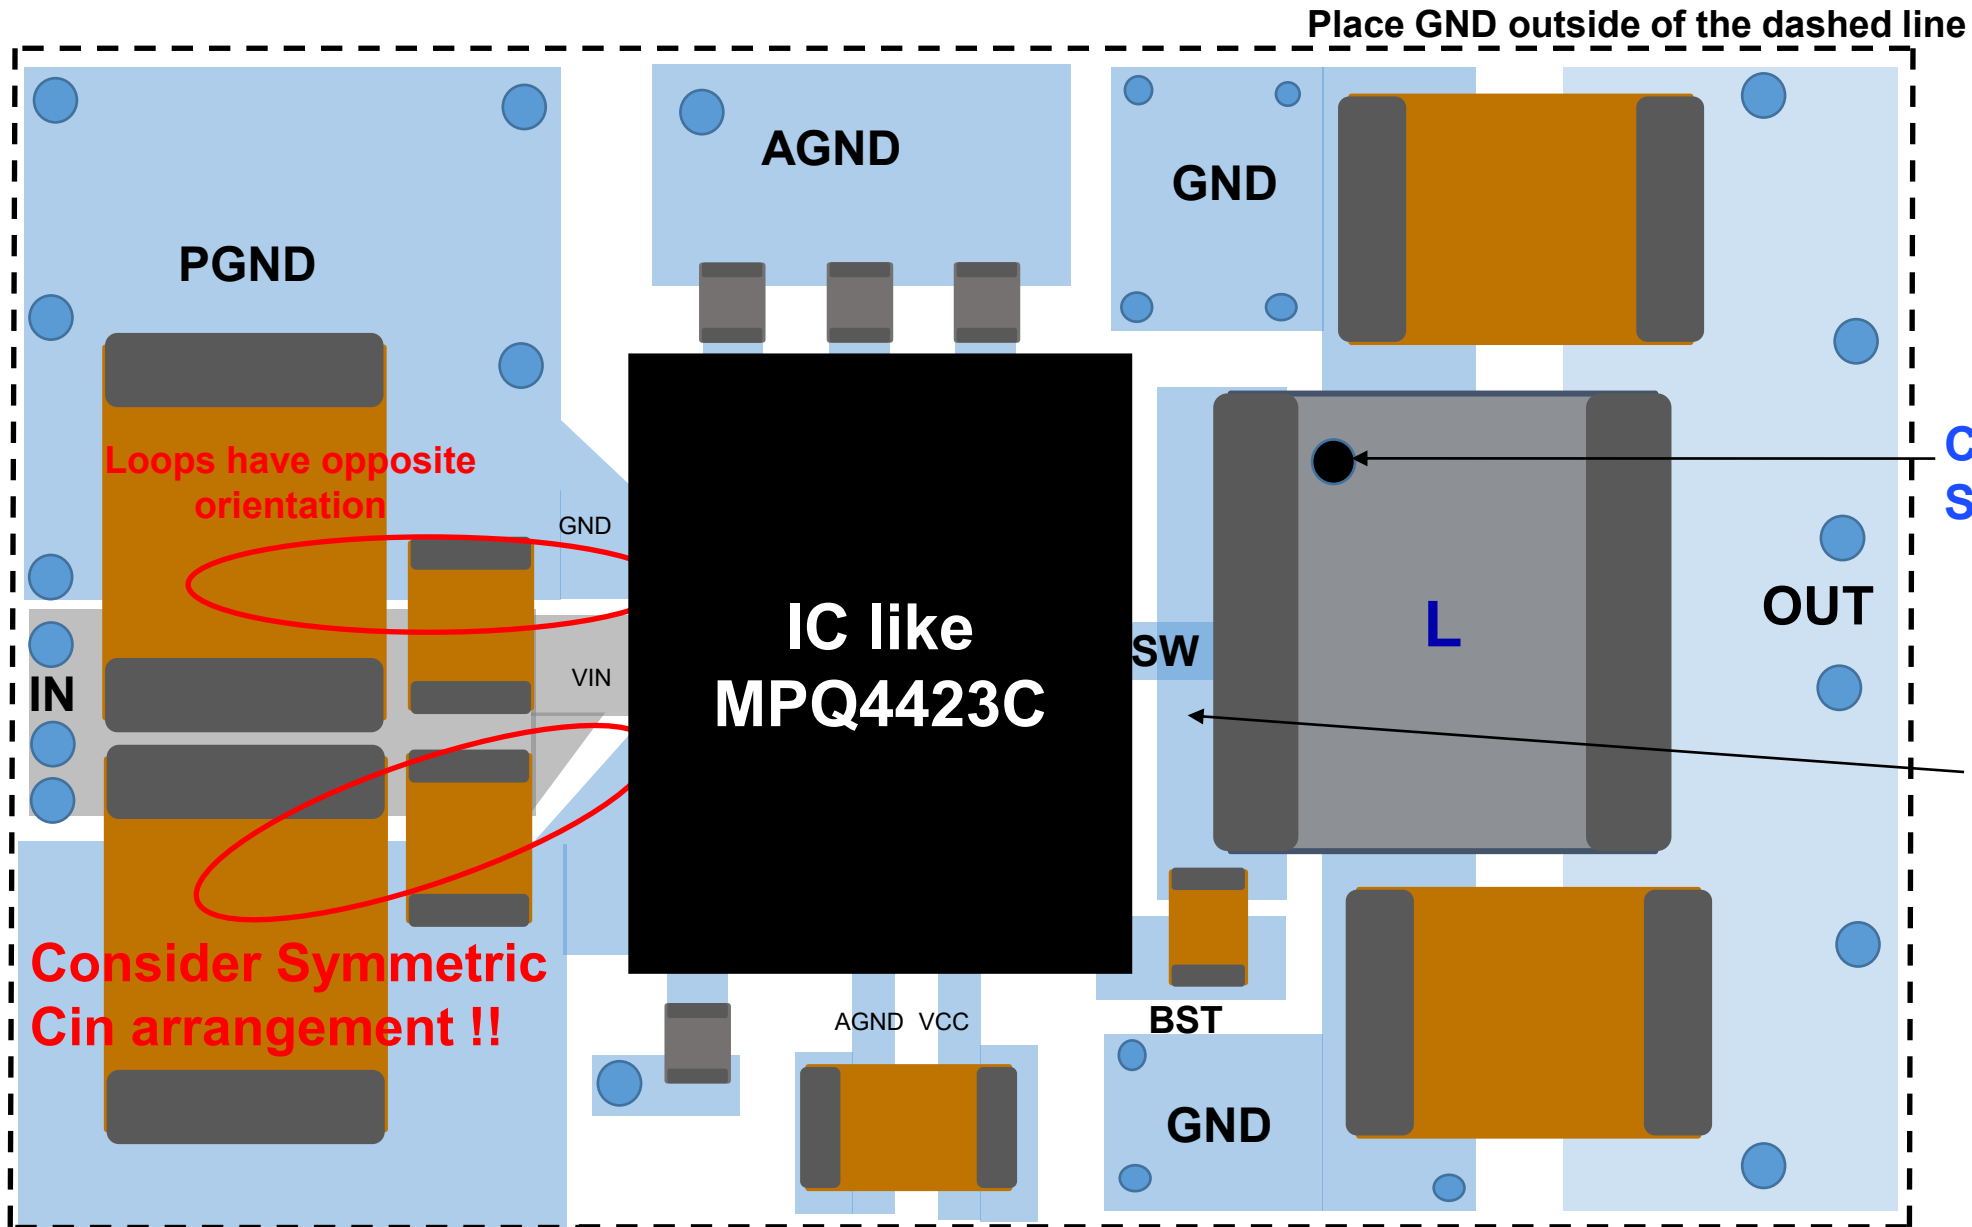 Place GND outside of the dashed line
AGND
GND
PGND
Loops have opposite
orientation
GND
C
S
IC like
MPQ4423C
L
OUT
SW
VIN
IN
Consider Symmetric
Cin arrangement !!
AGND VCC
BST
GND